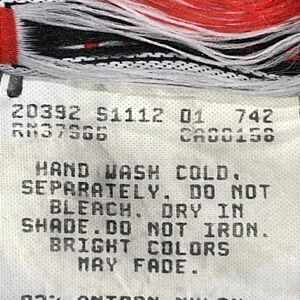 20392 S1112 01 742
RN37566 CA00158
HAND WASH COLD,
SEPARATELY. DO NOT
BLEACH. DRY IN
SHADE.DO NOT IRON.
BRIGHT COLORS
MAY FADE.